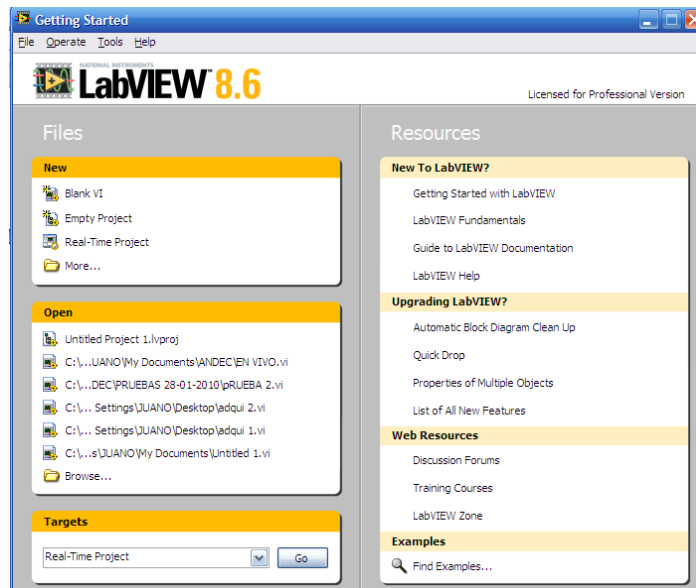 Getting Started
File Operate Tools Help
NATIONAL INSTRUMENTS
LabVIEW™ 8.6
Licensed for Professional Version
Files
New
Blank VI
Empty Project
Real-Time Project
More...
Open
Untitled Project 1.lvproj
C:\...UANO\My Documents\ANDEC\EN VIVO.vi
C:\...DEC\PRUEBAS 28-01-2010\pRUEBA 2.vi
C:\... Settings\JUANO\Desktop\adqui 2.vi
C:\... Settings\JUANO\Desktop\adqui 1.vi
C:\...s\JUANO\My Documents\Untitled 1.vi
Browse...
Targets
Real-Time Project
Go
Resources
New To LabVIEW?
Getting Started with LabVIEW
LabVIEW Fundamentals
Guide to LabVIEW Documentation
LabVIEW Help
Upgrading LabVIEW?
Automatic Block Diagram Clean Up
Quick Drop
Properties of Multiple Objects
List of All New Features
Web Resources
Discussion Forums
Training Courses
LabVIEW Zone
Examples
Find Examples...